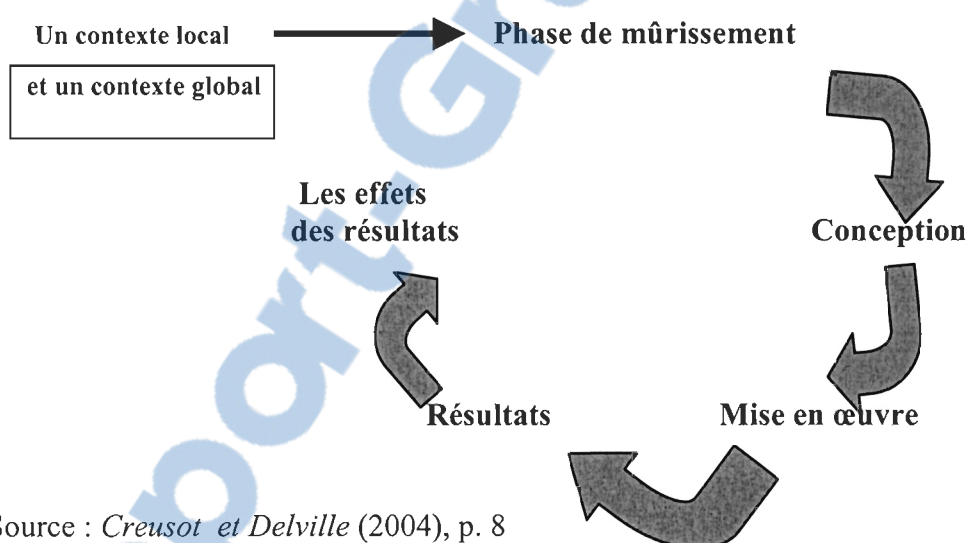 Un contexte local
Phase de mûrissement
et un contexte global
Les effets
des résultats
Conception
Résultats
Mise en œuvre
Source : Creusot et Delville (2004), p. 8